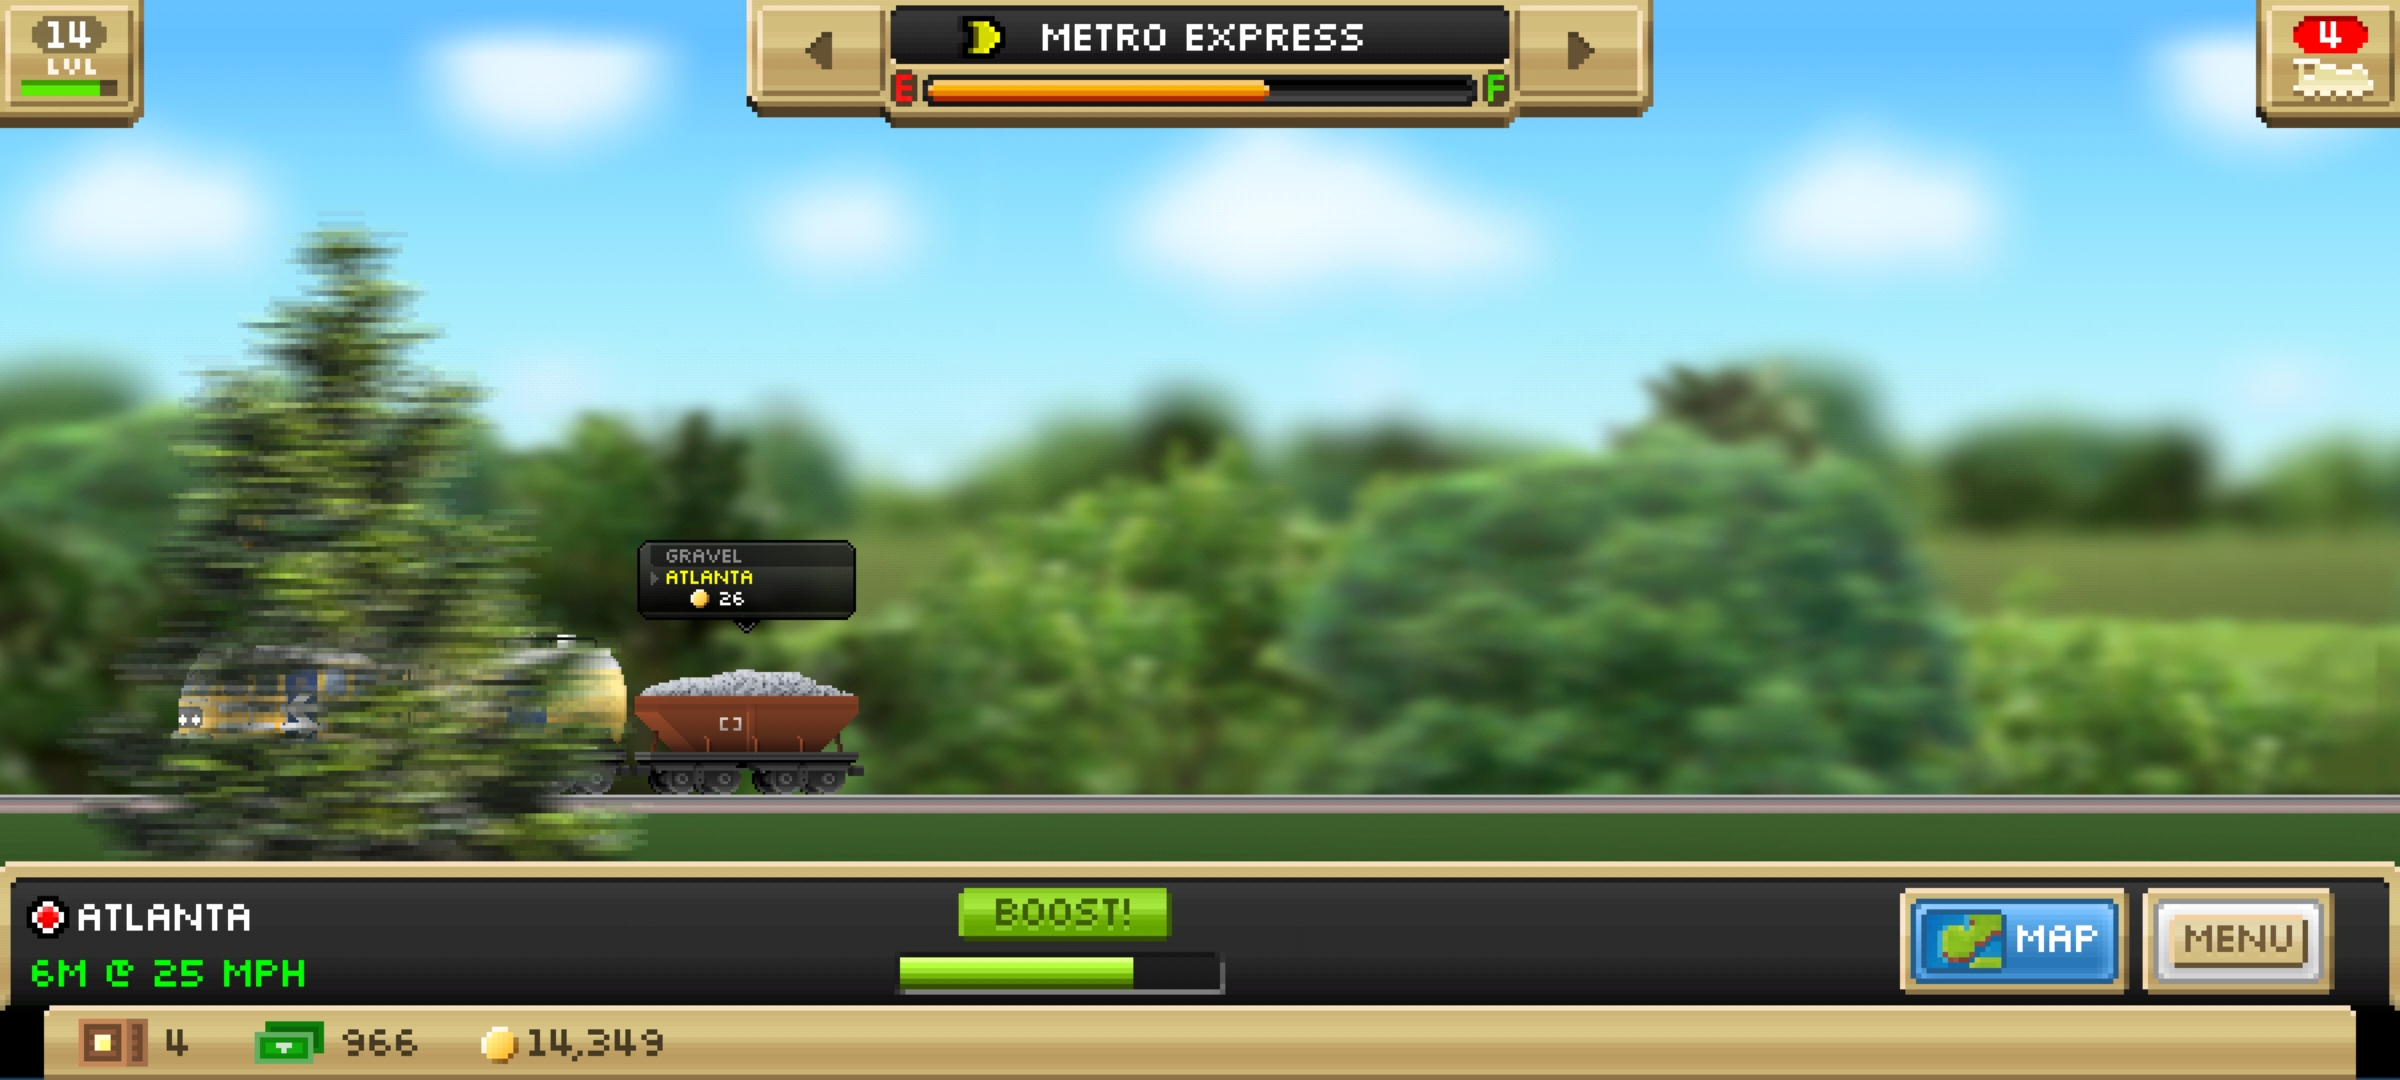 14
LVL
METRO EXPRESS
E F
4
GRAVEL
ATLANTA
26
ATLANTA
6M @ 25 MPH
BOOST!
MAP
MENU
4 966 14,349